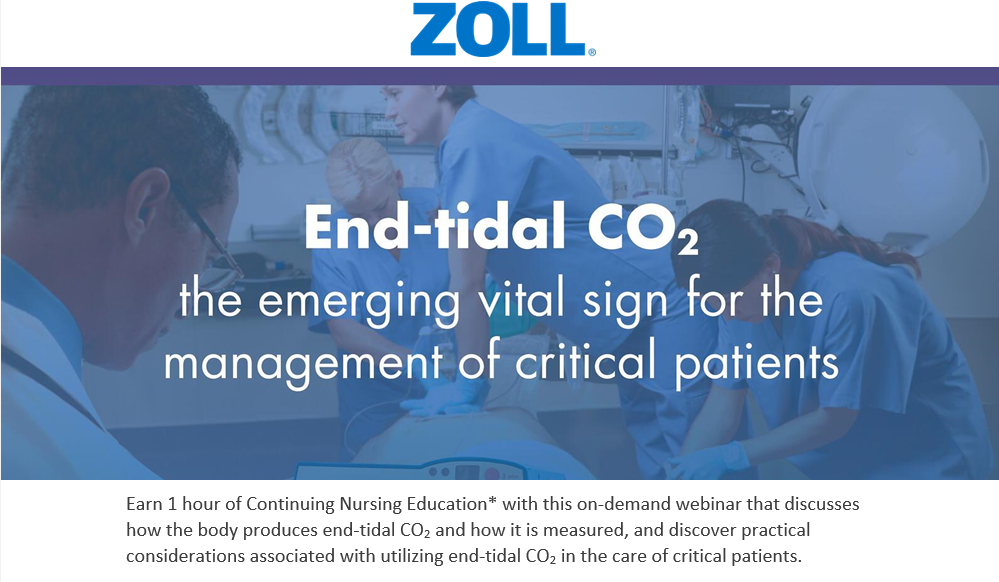 ZOLL®
End-tidal CO₂
the emerging vital sign for the
management of critical patients
Earn 1 hour of Continuing Nursing Education* with this on-demand webinar that discusses
how the body produces end-tidal CO₂ and how it is measured, and discover practical
considerations associated with utilizing end-tidal CO₂ in the care of critical patients.